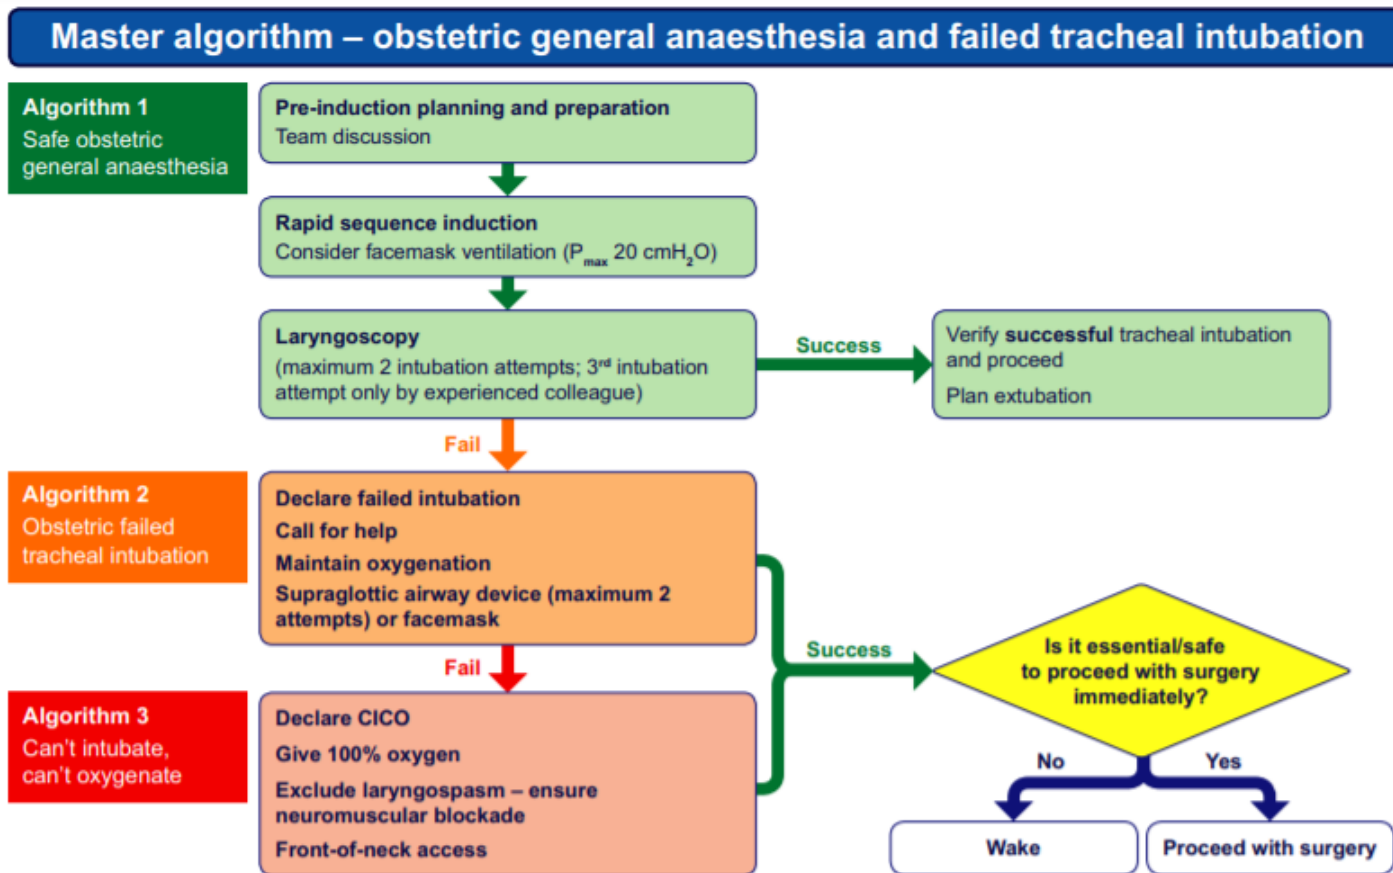 Master algorithm – obstetric general anaesthesia and failed tracheal intubation
Algorithm 1
Safe obstetric
general anaesthesia
Pre-induction planning and preparation
Team discussion
Rapid sequence induction
Consider facemask ventilation (Pmax 20 cmH2O)
Laryngoscopy
(maximum 2 intubation attempts; 3rd intubation
attempt only by experienced colleague)
Success
Verify successful tracheal intubation
and proceed
Plan extubation
Fail
Algorithm 2
Obstetric failed
tracheal intubation
Declare failed intubation
Call for help
Maintain oxygenation
Supraglottic airway device (maximum 2
attempts) or facemask
Success
Is it essential/safe
to proceed with surgery
immediately?
Fail
Algorithm 3
Can't intubate,
can't oxygenate
Declare CICO
Give 100% oxygen
Exclude laryngospasm – ensure
neuromuscular blockade
Front-of-neck access
No
Yes
Wake
Proceed with surgery